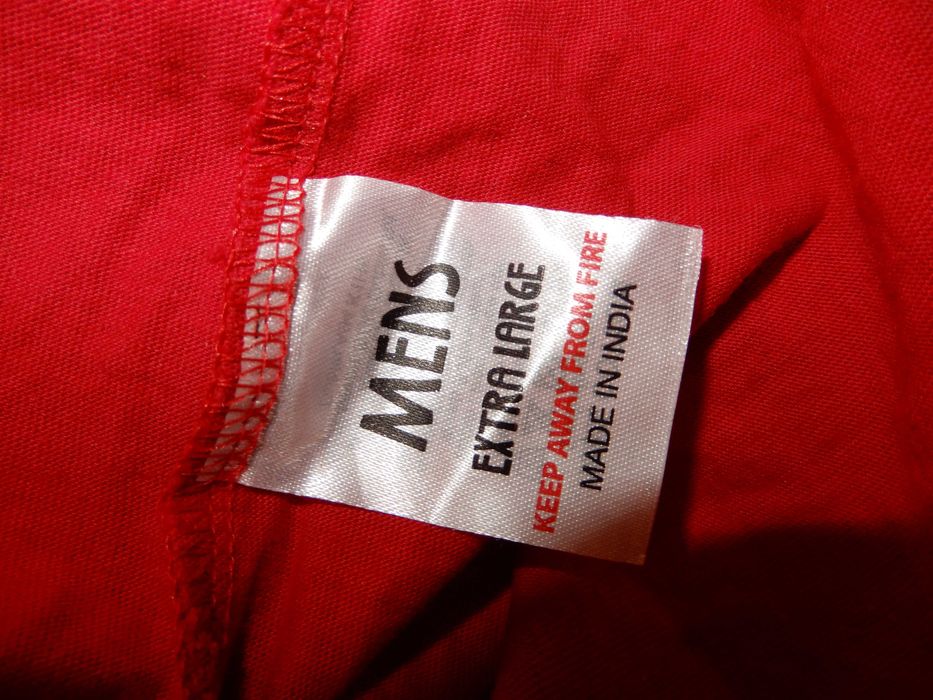 MENS
EXTRA LARGE
KEEP AWAY FROM FIRE
MADE IN INDIA